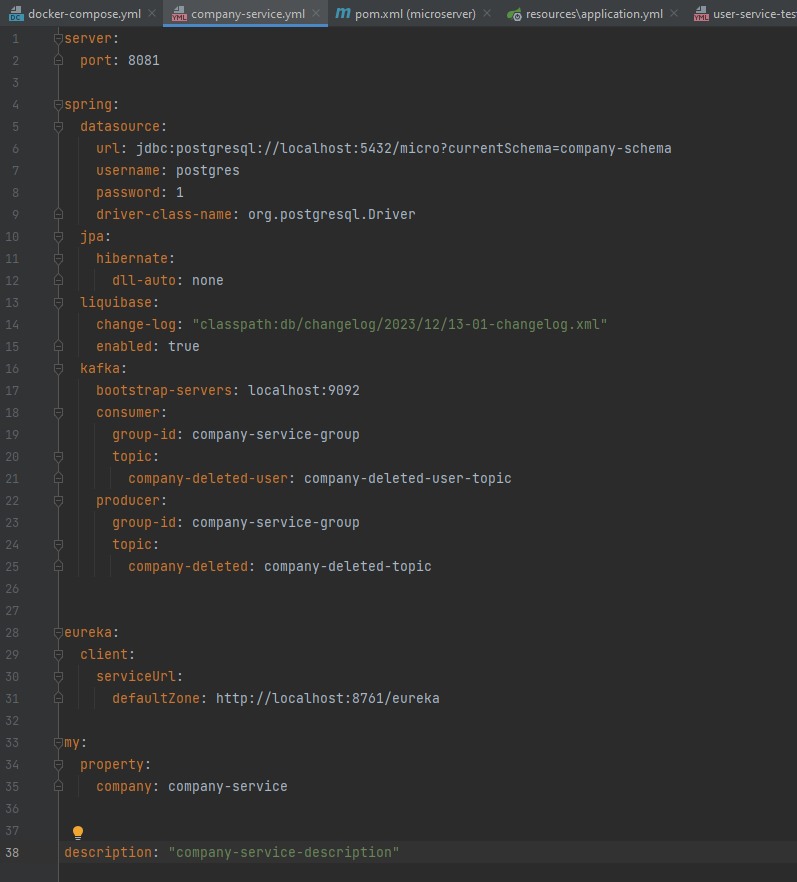 docker-compose.yml company-service.yml pom.xml (microserver) resources\application.yml
1 server:
2   port: 8081
3
4 spring:
5   datasource:
6     url: jdbc:postgresql://localhost:5432/micro?currentSchema=company-schema
7     username: postgres
8     password: 1
9     driver-class-name: org.postgresql.Driver
10   jpa:
11     hibernate:
12       dll-auto: none
13   liquibase:
14     change-log: "classpath:db/changelog/2023/12/13-01-changelog.xml"
15     enabled: true
16   kafka:
17     bootstrap-servers: localhost:9092
18     consumer:
19       group-id: company-service-group
20       topic:
21         company-deleted-user: company-deleted-user-topic
22     producer:
23       group-id: company-service-group
24       topic:
25         company-deleted: company-deleted-topic
26
27
28 eureka:
29   client:
30     serviceUrl:
31       defaultZone: http://localhost:8761/eureka
32
33 my:
34   property:
35     company: company-service
36
37
38 description: "company-service-description"